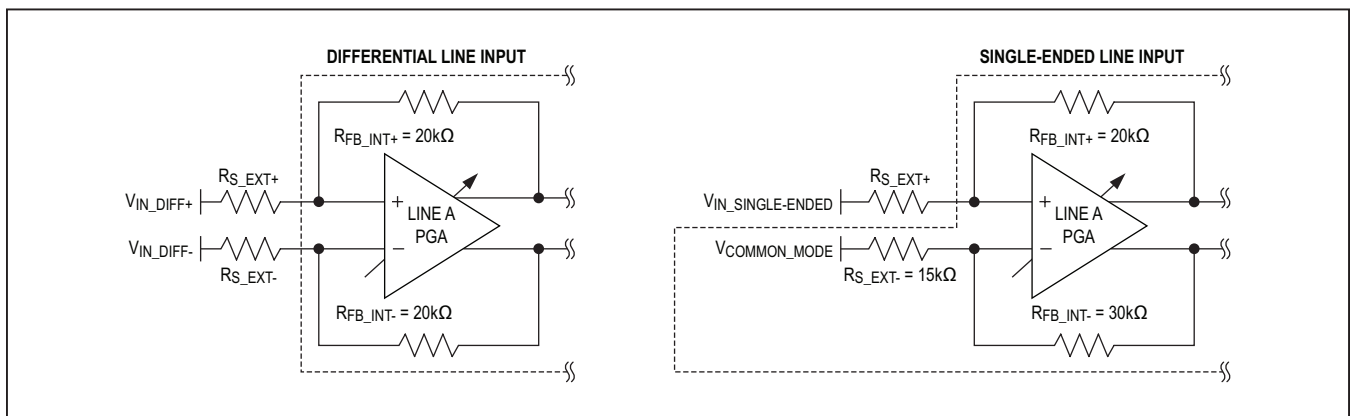 DIFFERENTIAL LINE INPUT
RFB_INT+ = 20kΩ
RS_EXT+
VIN_DIFF+
+
LINE A
PGA
VIN_DIFF-
−
RS_EXT-
RFB_INT- = 20kΩ
SINGLE-ENDED LINE INPUT
RFB_INT+ = 20kΩ
RS_EXT+
VIN_SINGLE-ENDED
+
LINE A
PGA
VCOMMON_MODE
−
RS_EXT- = 15kΩ
RFB_INT- = 30kΩ